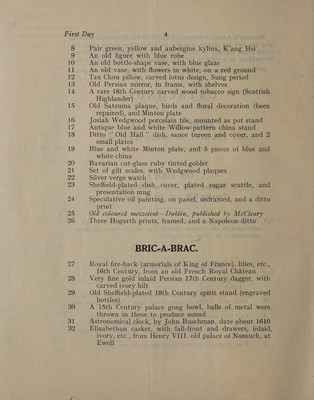 First Day 4
8 Pair green, yellow and aubergine kylins, K'ang Hsi
9 An old figure with blue robe
10 An old bottle-shape vase, with blue glaze
11 An old vase, with flowers in white, on a red ground
12 Tzu Chou pillow, carved lotus design, Sung period
13 Old Persian mirror, in frame, with shelves
14 A rare 18th Century carved wood tobacco sign (Scottish
Highlander)
15 Old Satsuma plaque, birds and floral decoration (been
repaired), and Minton plate
16 Josiah Wedgwood porcelain tile, mounted as pot stand
17 Antique blue and white Willow-pattern china stand
18 Ditto " Old Hall " dish, sauce tureen and cover, and 2
small plates
19 Blue and white Minton plate, and 5 pieces of blue and
white china
20 Bavarian cut-glass ruby tinted goblet
21 Set of gilt scales, with Wedgwood plaques
22 Silver verge watch
23 Sheffield-plated dish cover, plated sugar scuttle, and
presentation mug
24 Speculative oil painting, on panel, unframed, and a ditto
print
25 Old coloured mezzotint—Dublin, published by McCleary
26 Three Hogarth prints, framed, and a Napoleon ditto
BRIC-A-BRAC.
27 Royal fire-back (armorials of King of France), lilies, etc.,
16th Century, from an old French Royal Château
28 Very fine gold inlaid Persian 17th Century dagger, with
carved ivory hilt
29 Old Sheffield-plated 18th Century spirit stand (engraved
bottles)
30 A 15th Century palace gong bowl, balls of metal were
thrown in these to produce sound
31 Astronomical clock, by John Buschman, date about 1610
32 Elizabethan casket, with fall-front and drawers, inlaid,
ivory, etc., from Henry VIII. old palace of Nonsuch, at
Ewell